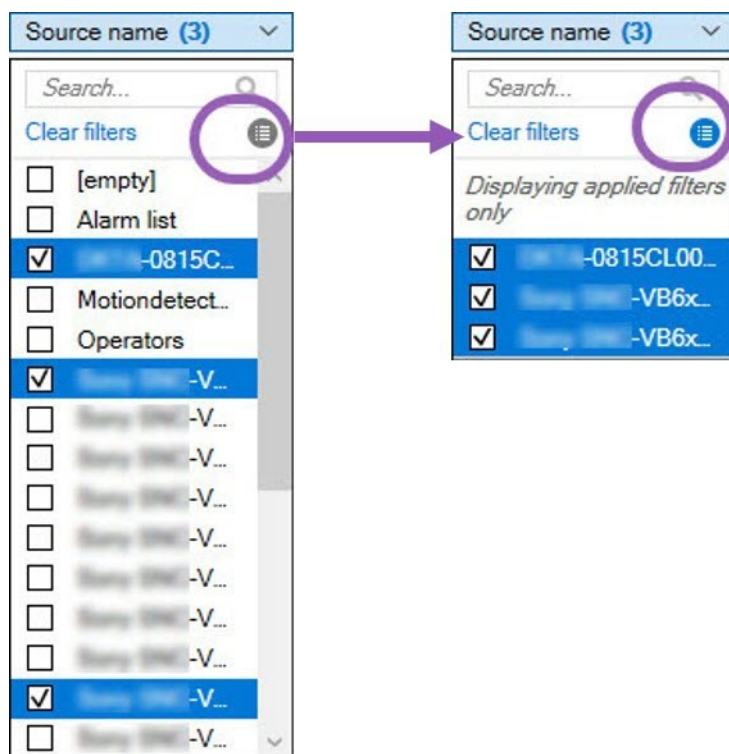 Source name (3)
Search...
Clear filters
[empty]
Alarm list
-0815C...
Motiondetect...
Operators
-V...
-V...
-V...
-V...
-V...
-V...
-V...
-V...
-V...
-V...
Source name (3)
Search...
Clear filters
Displaying applied filters
only
-0815CL00...
-VB6x...
-VB6x...